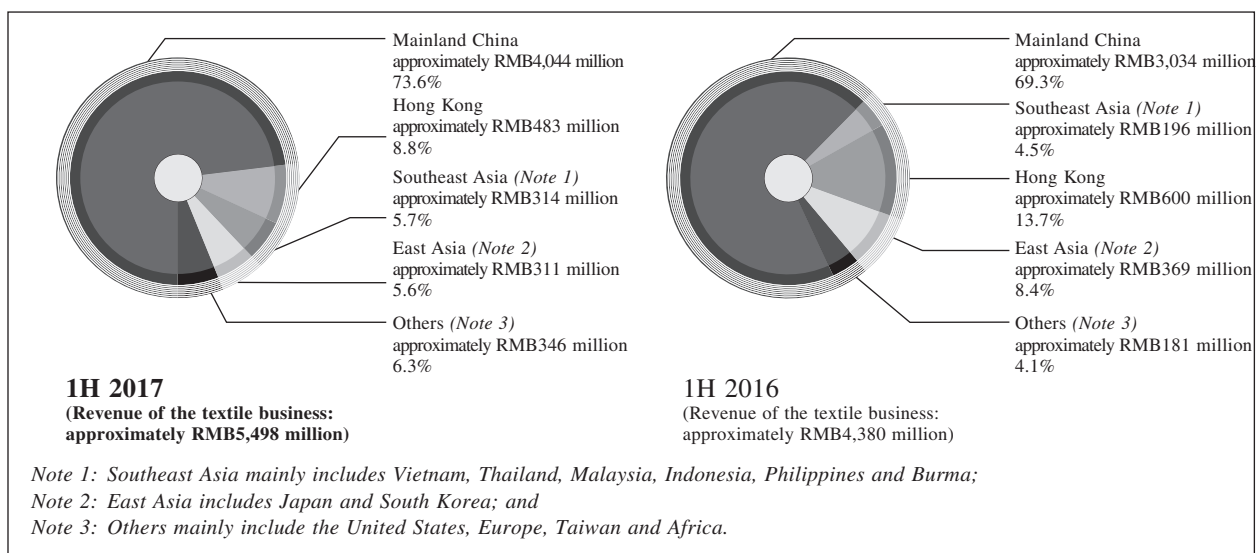 Mainland China
approximately RMB4,044 million
73.6%
Hong Kong
approximately RMB483 million
8.8%
Southeast Asia (Note 1)
approximately RMB314 million
5.7%
East Asia (Note 2)
approximately RMB311 million
5.6%
Others (Note 3)
approximately RMB346 million
6.3%
1H 2017
(Revenue of the textile business:
approximately RMB5,498 million)
Mainland China
approximately RMB3,034 million
69.3%
Southeast Asia (Note 1)
approximately RMB196 million
4.5%
Hong Kong
approximately RMB600 million
13.7%
East Asia (Note 2)
approximately RMB369 million
8.4%
Others (Note 3)
approximately RMB181 million
4.1%
1H 2016
(Revenue of the textile business:
approximately RMB4,380 million)
Note 1: Southeast Asia mainly includes Vietnam, Thailand, Malaysia, Indonesia, Philippines and Burma;
Note 2: East Asia includes Japan and South Korea; and
Note 3: Others mainly include the United States, Europe, Taiwan and Africa.